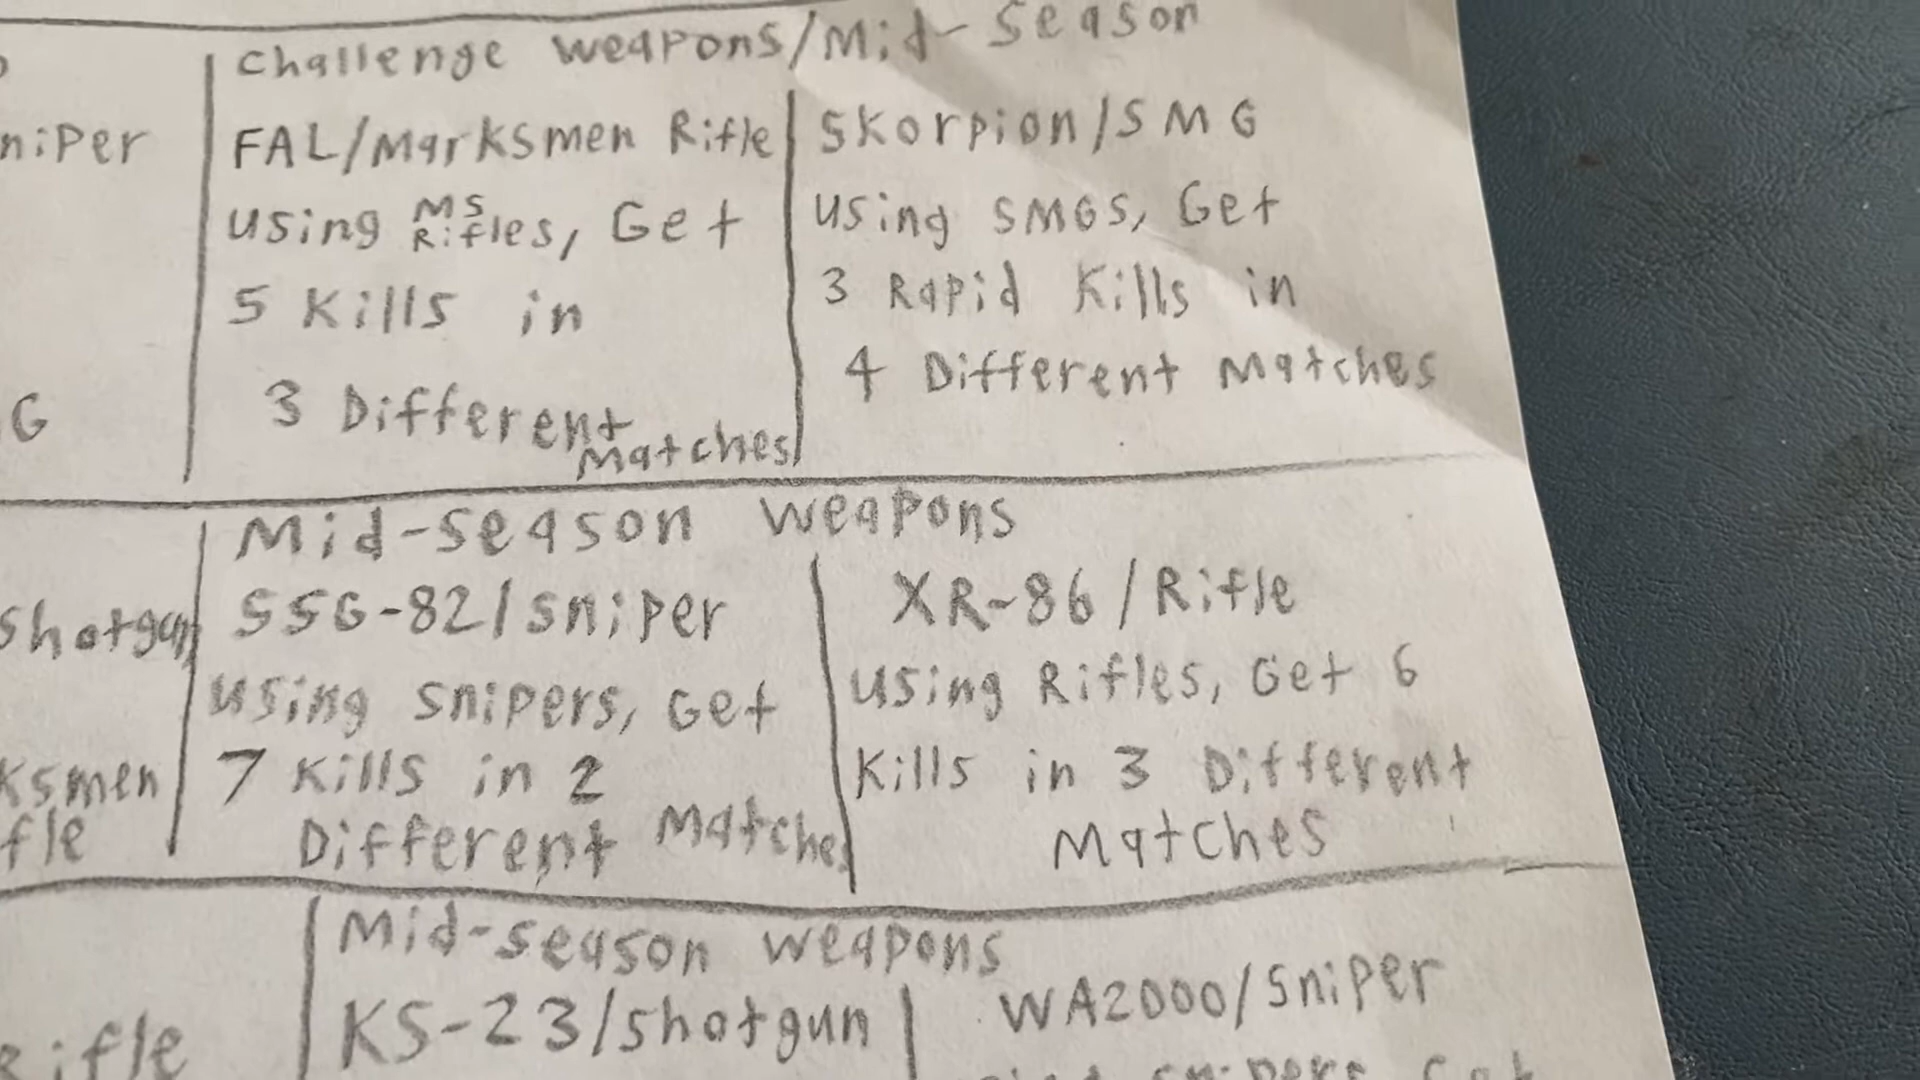 Challenge weapons/Mid-Season
niper
FAL/Marksmen Rifle
using MS Rifles, Get
5 Kills in
3 Different
Matches
Skorpion/SMG
using SMGS, Get
3 Rapid Kills in
4 Different Matches
G
Mid-season weapons
shotgun
SSG-82/sniper
using snipers, Get
7 Kills in 2
Different Matches
XR-86/Rifle
using Rifles, Get 6
Kills in 3 Different
Matches
ksmen
fle
Mid-season weapons
Rifle
KS-23/shotgun
WA2000/sniper